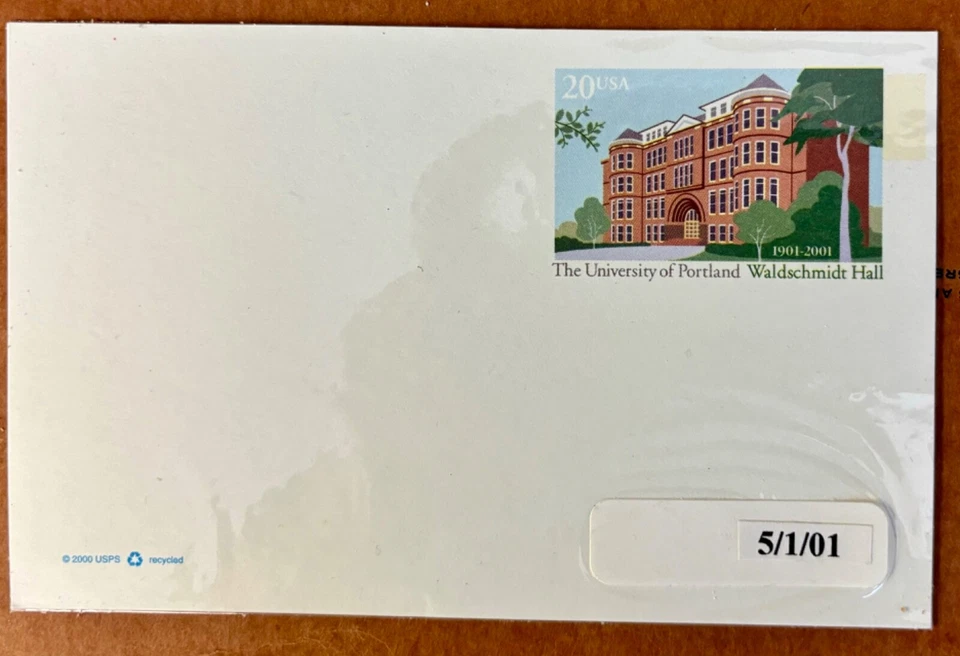 20USA
1901-2001
The University of Portland Waldschmidt Hall
© 2000 USPS recycled
5/1/01